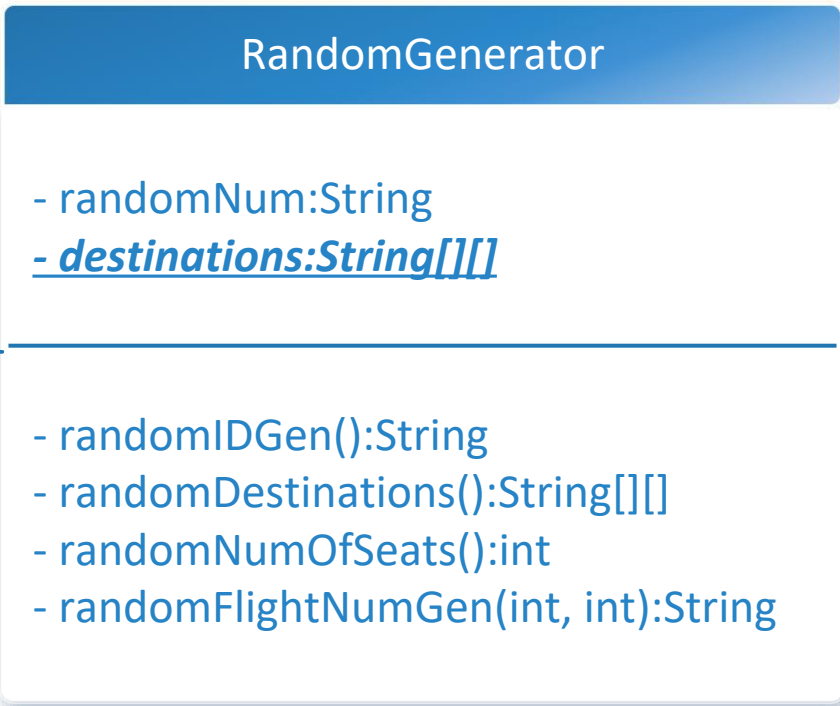 RandomGenerator
- randomNum:String
- destinations:String[][]
- randomIDGen():String
- randomDestinations():String[][]
- randomNumOfSeats():int
- randomFlightNumGen(int, int):String